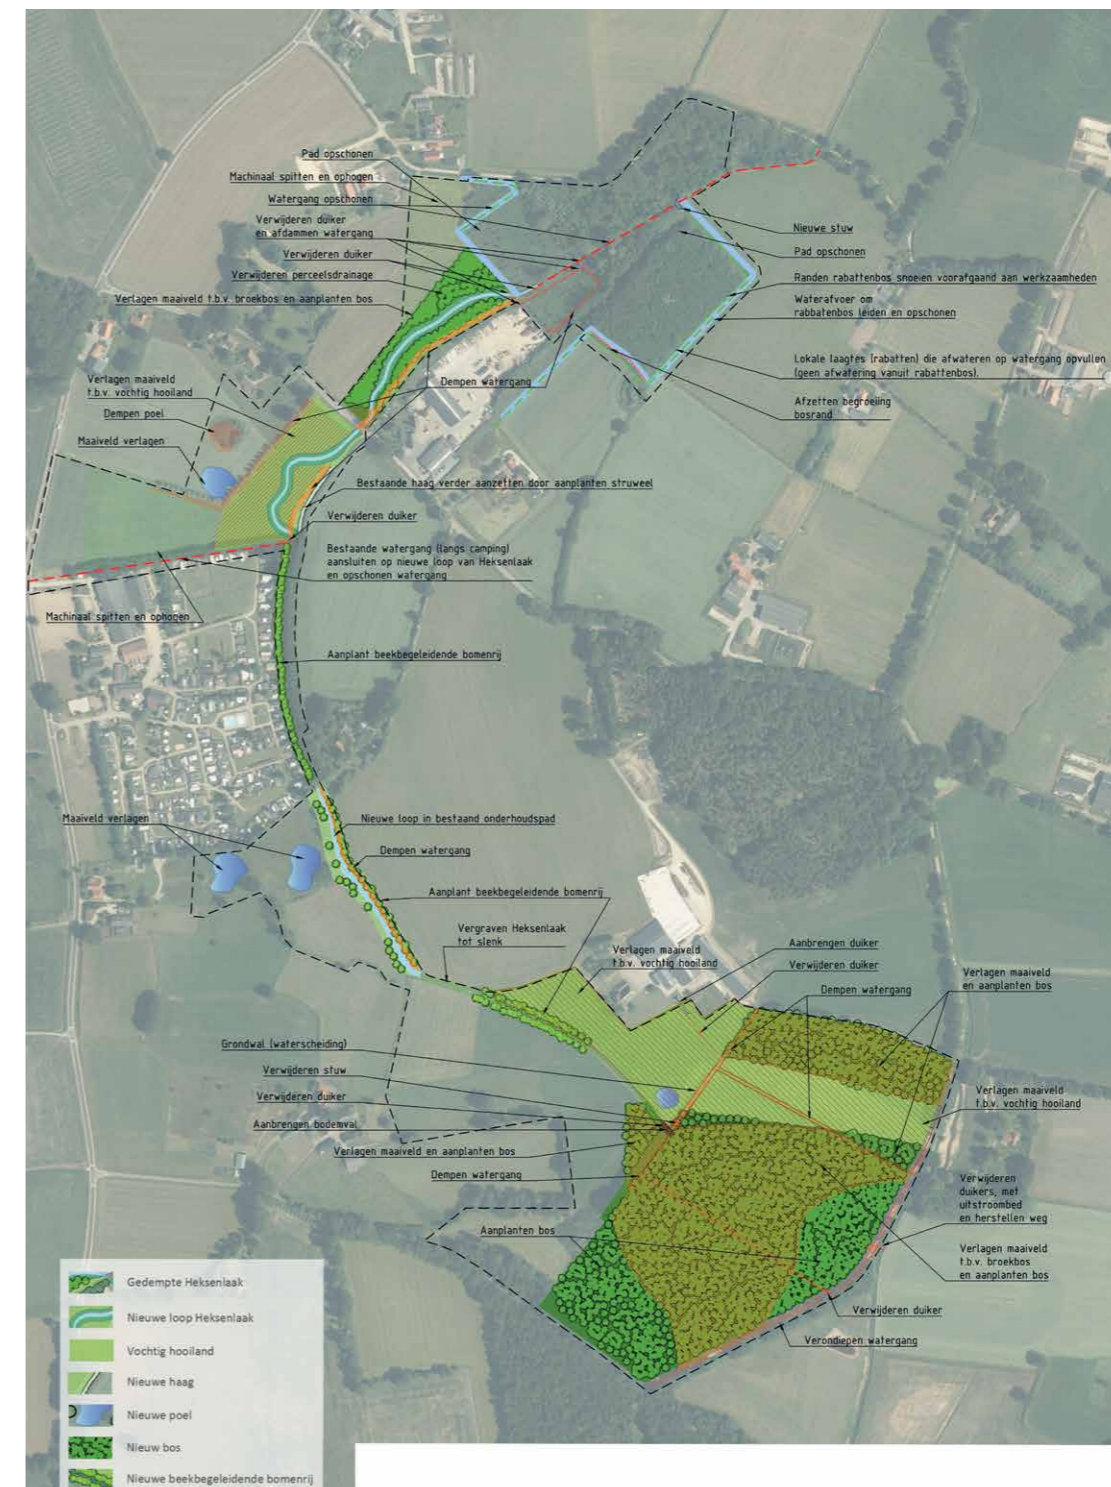 Pad opschonen
Machinaal spitten en ophogen
Watergang opschonen
Verwijderen duiker
en afdammen watergang
Verwijderen duiker
Verwijderen perceelsdrainage
Verlagen maaiveld t.b.v. broekbos en aanplanten bos
Nieuwe stuw
Pad opschonen
Randen rabattenbos snoeien voorafgaand aan werkzaamheden
Waterafvoer om
rabbatenbos leiden en opschonen
Lokale laagtes (rabatten) die afwateren op watergang opvullen
(geen afwatering vanuit rabattenbos).
Afzetten begroeiing
bosrand
Dempen watergang
Verlagen maaiveld
t.b.v. vochtig hooiland
Dempen poel
Maaiveld verlagen
Bestaande haag verder aanzetten door aanplanten struweel
Verwijderen duiker
Bestaande watergang (langs camping)
aansluiten op nieuwe loop van Heksenlaak
en opschonen watergang
Machinaal spitten en ophogen
Aanplant beekbegeleidende bomenrij
Maaiveld verlagen
Nieuwe loop in bestaand onderhoudspad
Dempen watergang
Aanplant beekbegeleidende bomenrij
Vergraven Heksenlaak
tot slenk
Verlagen maaiveld
t.b.v. vochtig hooiland
Aanbrengen duiker
Verwijderen duiker
Dempen watergang
Verlagen maaiveld
en aanplanten bos
Grondwal (waterscheiding)
Verwijderen stuw
Verwijderen duiker
Aanbrengen bodemval
Verlagen maaiveld en aanplanten bos
Dempen watergang
Aanplanten bos
Verlagen maaiveld
t.b.v. vochtig hooiland
Verwijderen
duikers, met
uitstroombed
en herstellen weg
Verlagen maaiveld
t.b.v. broekbos
en aanplanten bos
Verwijderen duiker
Verondiepen watergang
Gedempte Heksenlaak
Nieuwe loop Heksenlaak
Vochtig hooiland
Nieuwe haag
Nieuwe poel
Nieuw bos
Nieuwe beekbegeleidende bomenrij